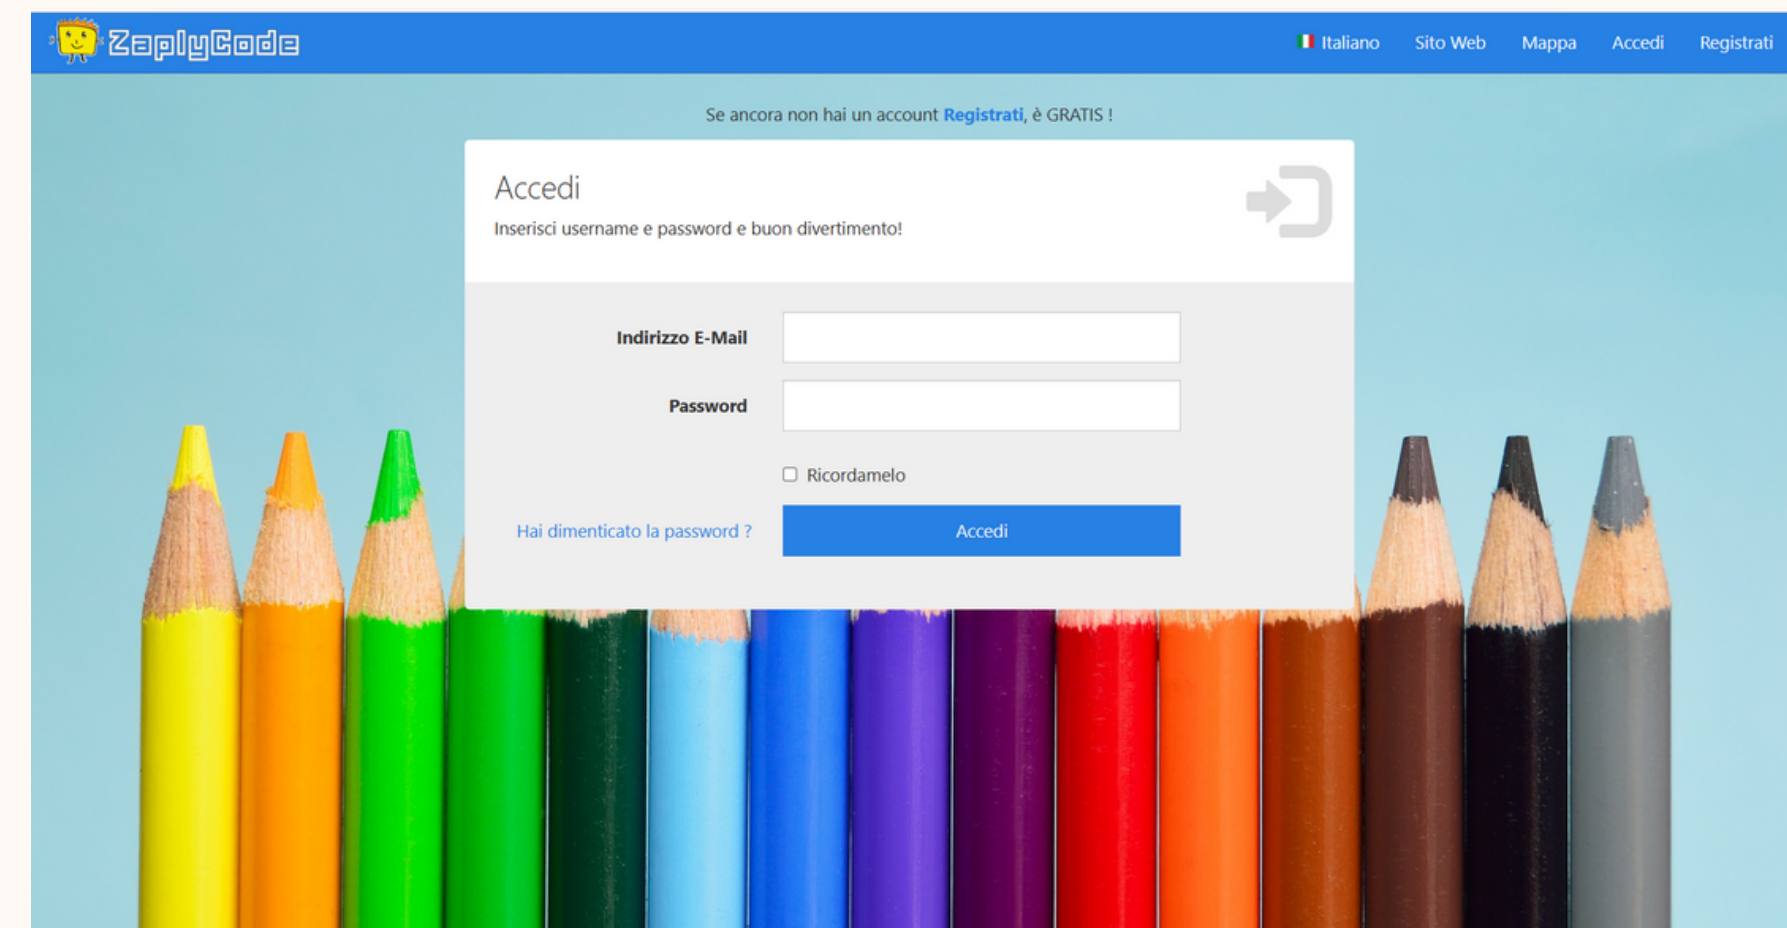 ZaplyCode
Italiano Sito Web Mappa Accedi Registrati
Se ancora non hai un account Registrati, è GRATIS !
Accedi
Inserisci username e password e buon divertimento!
Indirizzo E-Mail
Password
Ricordamelo
Hai dimenticato la password ? Accedi